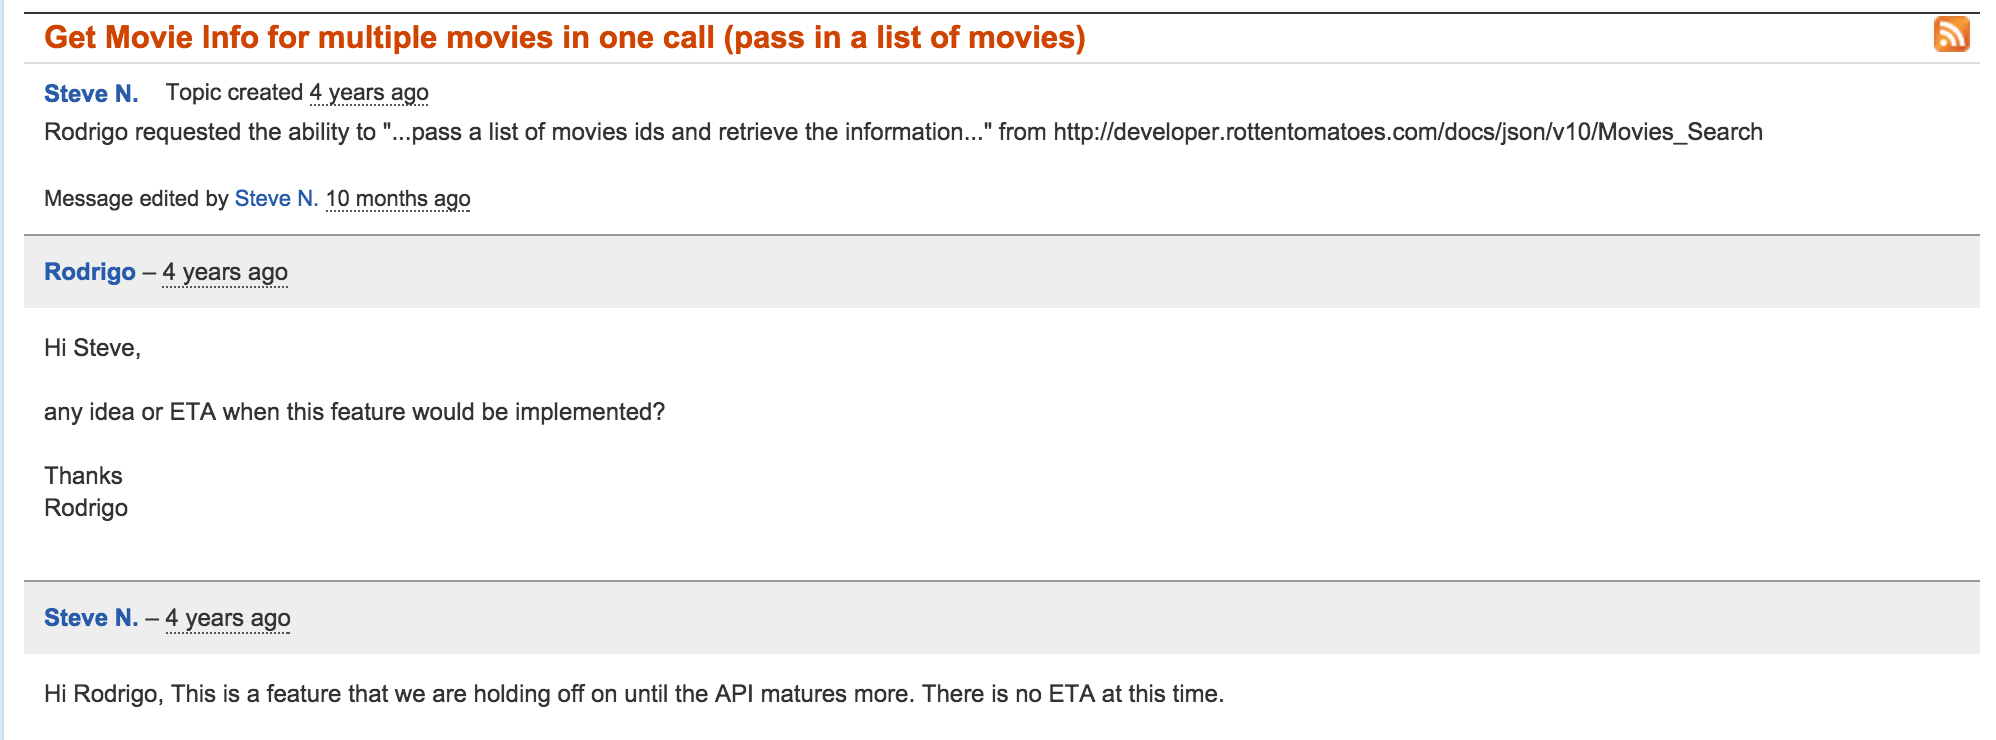 Get Movie Info for multiple movies in one call (pass in a list of movies)
Steve N. Topic created 4 years ago
Rodrigo requested the ability to "...pass a list of movies ids and retrieve the information..." from http://developer.rottentomatoes.com/docs/json/v10/Movies_Search
Message edited by Steve N. 10 months ago
Rodrigo – 4 years ago
Hi Steve,
any idea or ETA when this feature would be implemented?
Thanks
Rodrigo
Steve N. – 4 years ago
Hi Rodrigo, This is a feature that we are holding off on until the API matures more. There is no ETA at this time.